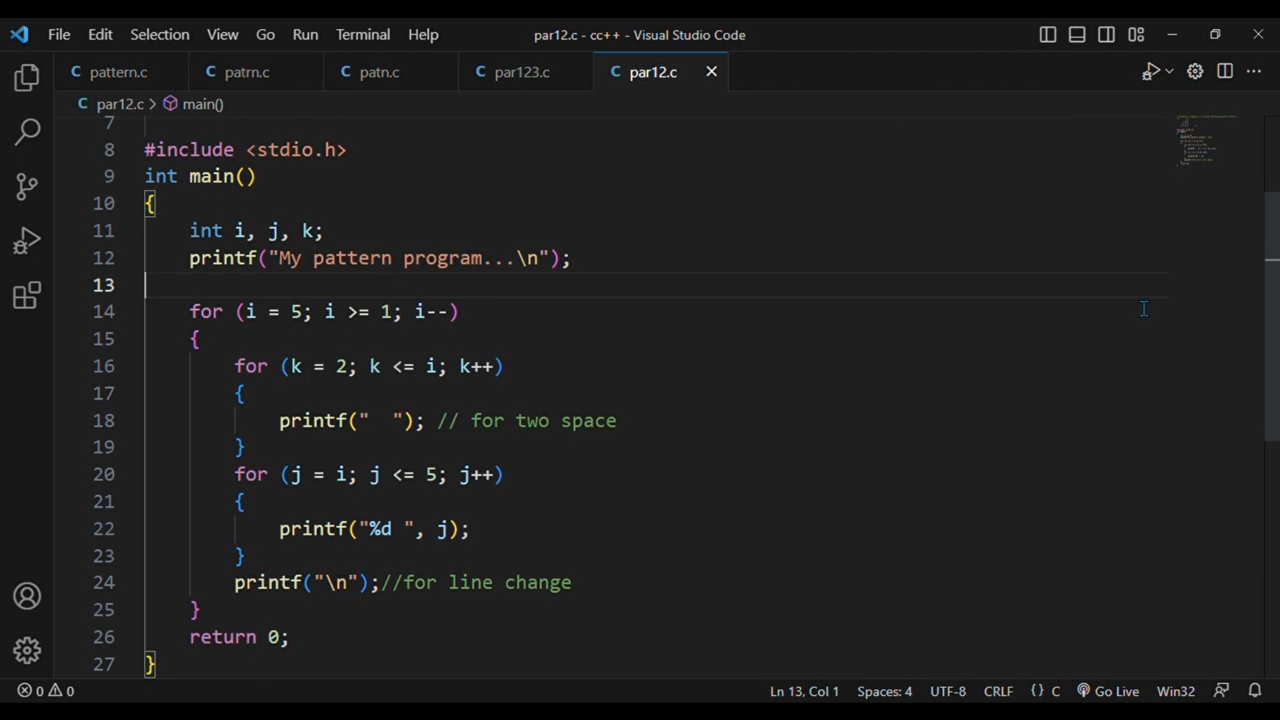 File Edit Selection View Go Run Terminal Help par12.c - cc++ - Visual Studio Code
C pattern.c C patrn.c C patn.c C par123.c C par12.c
C par12.c > main()
7
8 #include <stdio.h>
9 int main()
10 {
11     int i, j, k;
12     printf("My pattern program...\n");
13
14     for (i = 5; i >= 1; i--)
15     {
16         for (k = 2; k <= i; k++)
17         {
18             printf("  "); // for two space
19         }
20         for (j = i; j <= 5; j++)
21         {
22             printf("%d ", j);
23         }
24         printf("\n");//for line change
25     }
26     return 0;
27 }
0 0 Ln 13, Col 1 Spaces: 4 UTF-8 CRLF {} C Go Live Win32